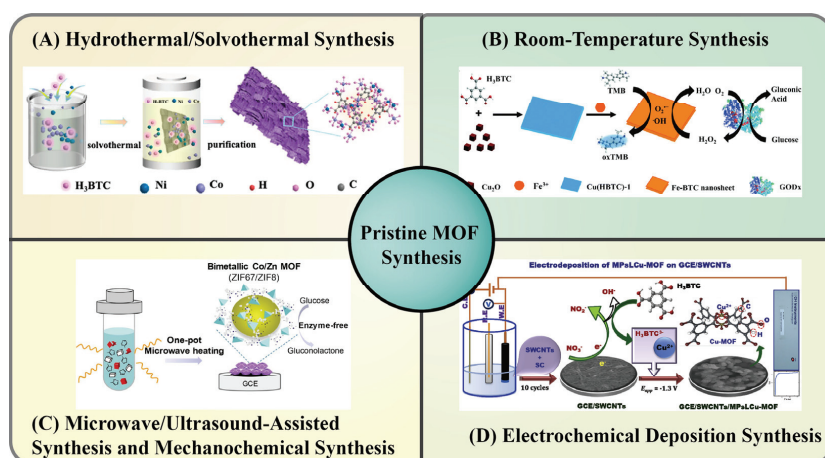 (A) Hydrothermal/Solvothermal Synthesis
H₃BTC Ni Co
solvothermal
purification
H₃BTC Ni Co H O C
(B) Room-Temperature Synthesis
H₃BTC
TMB
O₂•⁻
•OH
oxTMB
H₂O O₂
H₂O₂
Gluconic
Acid
Glucose
Cu₂O Fe³⁺ Cu(HBTC)-1 Fe-BTC nanosheet GODx
Pristine MOF
Synthesis
Bimetallic Co/Zn MOF
(ZIF67/ZIF8)
One-pot
Microwave heating
Glucose
Enzyme-free
Gluconolactone
GCE
(C) Microwave/Ultrasound-Assisted
Synthesis and Mechanochemical Synthesis
Electrodeposition of MPsLCu-MOF on GCE/SWCNTs
C.E
V
R.E
W.E
SWCNTs
+
SC
10 cycles
NO₂⁻
OH⁻
NO₃⁻
e⁻
H₃BTC
H₃BTC³⁻
Cu²⁺
Cu²⁺
C
O
H
Cu-MOF
GCE/SWCNTs
E_app = -1.3 V
GCE/SWCNTs/MPsLCu-MOF
(D) Electrochemical Deposition Synthesis